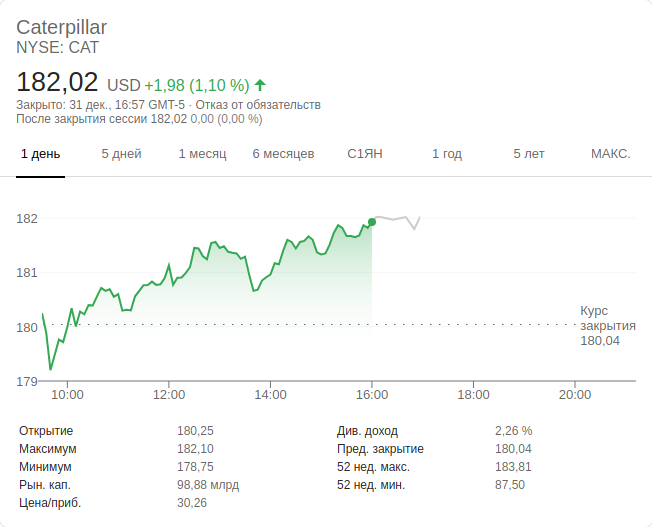 Caterpillar
NYSE: CAT
182,02 USD +1,98 (1,10 %)
Закрыто: 31 дек., 16:57 GMT-5 · Отказ от обязательств
После закрытия сессии 182,02 0,00 (0,00 %)
1 день 5 дней 1 месяц 6 месяцев С1ЯН 1 год 5 лет МАКС.
182
181
180
179
Курс
закрытия
180,04
10:00 12:00 14:00 16:00 18:00 20:00
Открытие 180,25 Див. доход 2,26 %
Максимум 182,10 Пред. закрытие 180,04
Минимум 178,75 52 нед. макс. 183,81
Рын. кап. 98,88 млрд 52 нед. мин. 87,50
Цена/приб. 30,26